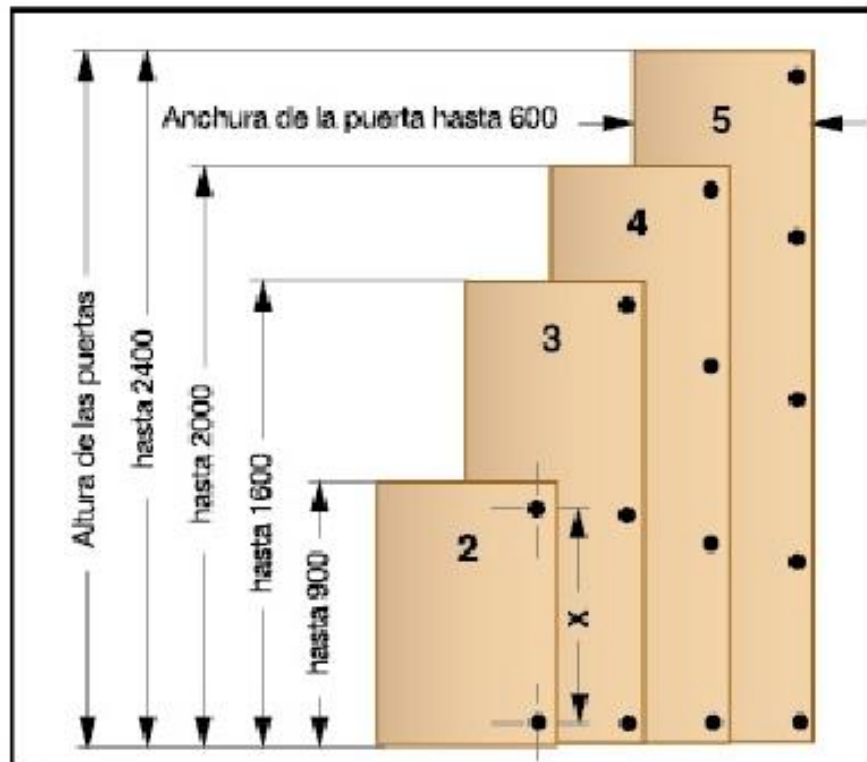 Anchura de la puerta hasta 600
5
4
3
2
Altura de las puertas
hasta 2400
hasta 2000
hasta 1600
hasta 900
x